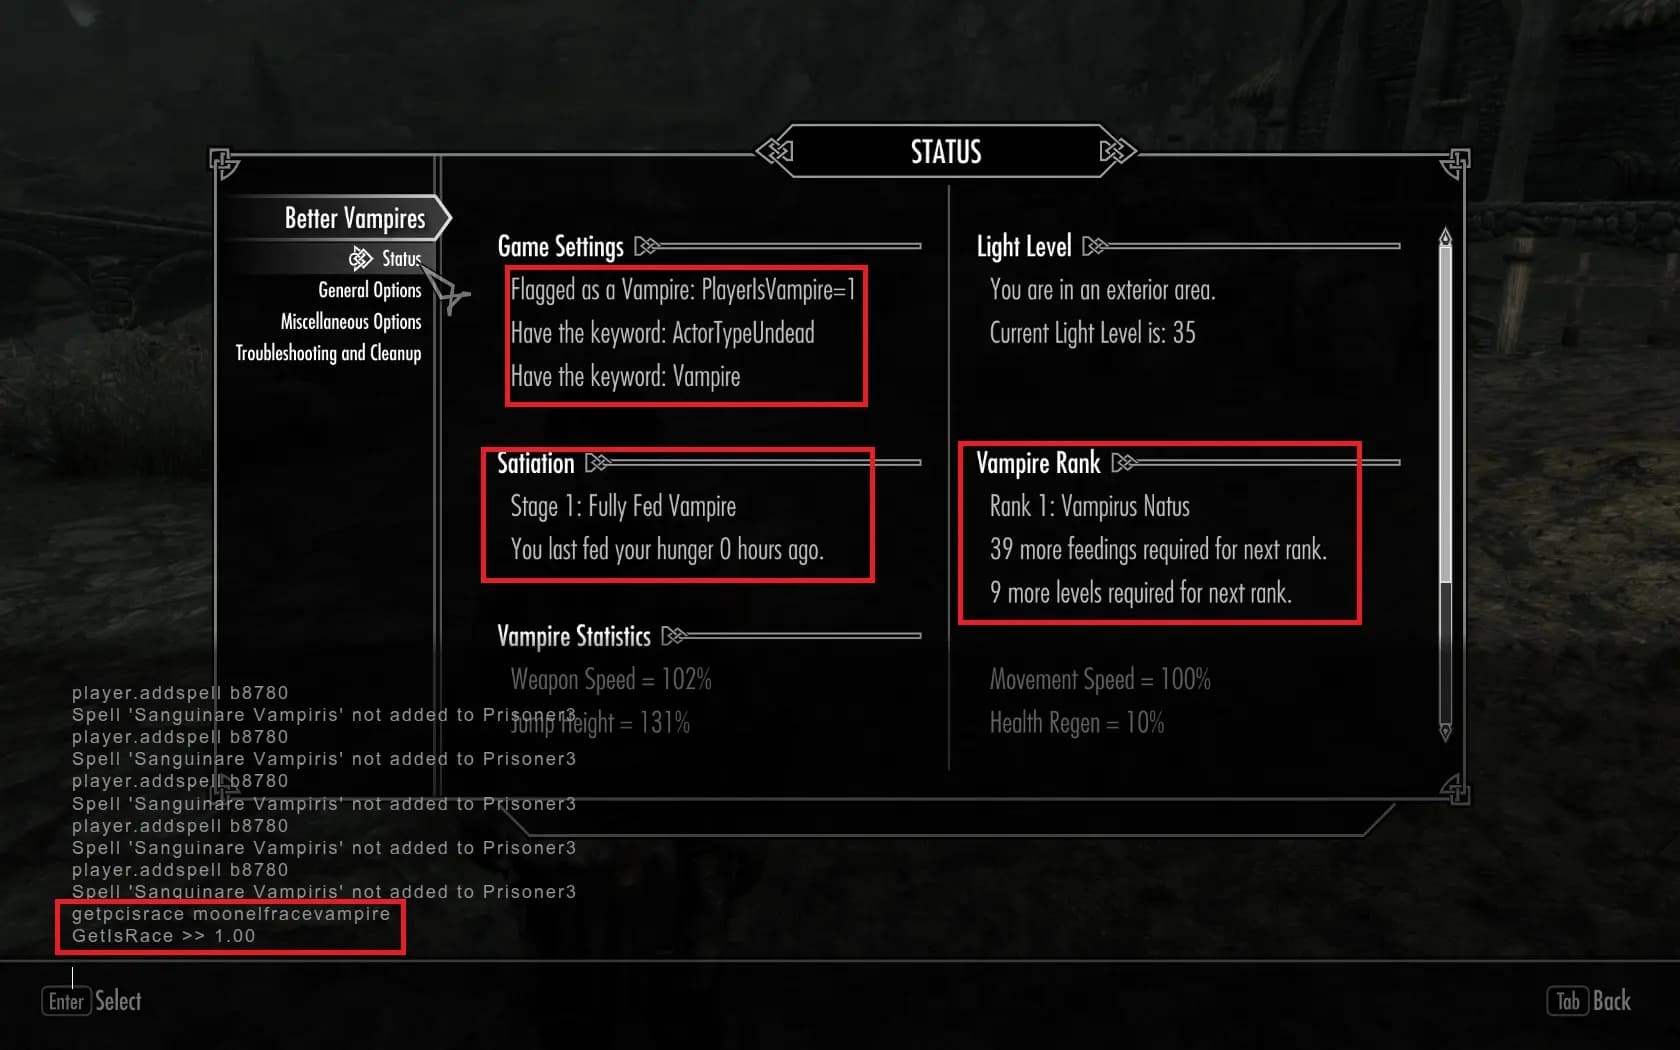 STATUS
Better Vampires
Status
General Options
Miscellaneous Options
Troubleshooting and Cleanup
Game Settings
Flagged as a Vampire: PlayerIsVampire=1
Have the keyword: ActorTypeUndead
Have the keyword: Vampire
Light Level
You are in an exterior area.
Current Light Level is: 35
Satiation
Stage 1: Fully Fed Vampire
You last fed your hunger 0 hours ago.
Vampire Rank
Rank 1: Vampirus Natus
39 more feedings required for next rank.
9 more levels required for next rank.
Vampire Statistics
Weapon Speed = 102%
Movement Speed = 100%
Jump Height = 131%
Health Regen = 10%
player.addspell b8780
Spell 'Sanguinare Vampiris' not added to Prisoner3
player.addspell b8780
Spell 'Sanguinare Vampiris' not added to Prisoner3
player.addspell b8780
Spell 'Sanguinare Vampiris' not added to Prisoner3
player.addspell b8780
Spell 'Sanguinare Vampiris' not added to Prisoner3
player.addspell b8780
Spell 'Sanguinare Vampiris' not added to Prisoner3
getpcisrace moonelfracevampire
GetIsRace >> 1.00
Enter Select
Tab Back